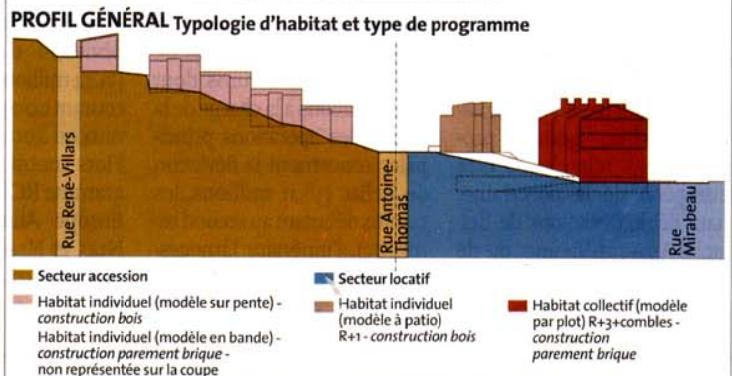 PROFIL GÉNÉRAL Typologie d'habitat et type de programme
Rue René-Villars
Rue Antoine-
Thomas
Rue
Mirabeau
Secteur accession
Habitat individuel (modèle sur pente) -
construction bois
Habitat individuel (modèle en bande) -
construction parement brique -
non représentée sur la coupe
Secteur locatif
Habitat individuel
(modèle à patio)
R+1 - construction bois
Habitat collectif (modèle
par plot) R+3+combles -
construction
parement brique